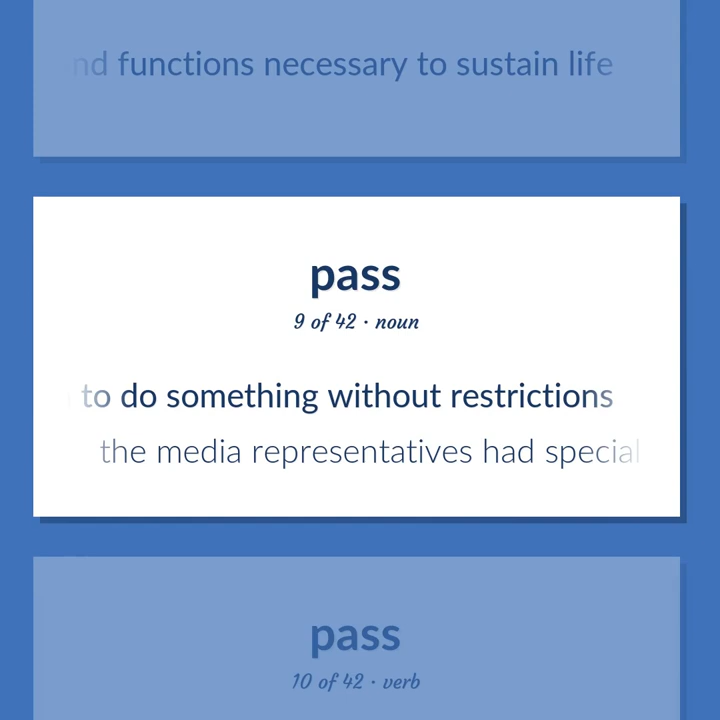 nd functions necessary to sustain life
pass
9 of 42 · noun
to do something without restrictions
the media representatives had special
pass
10 of 42 · verb